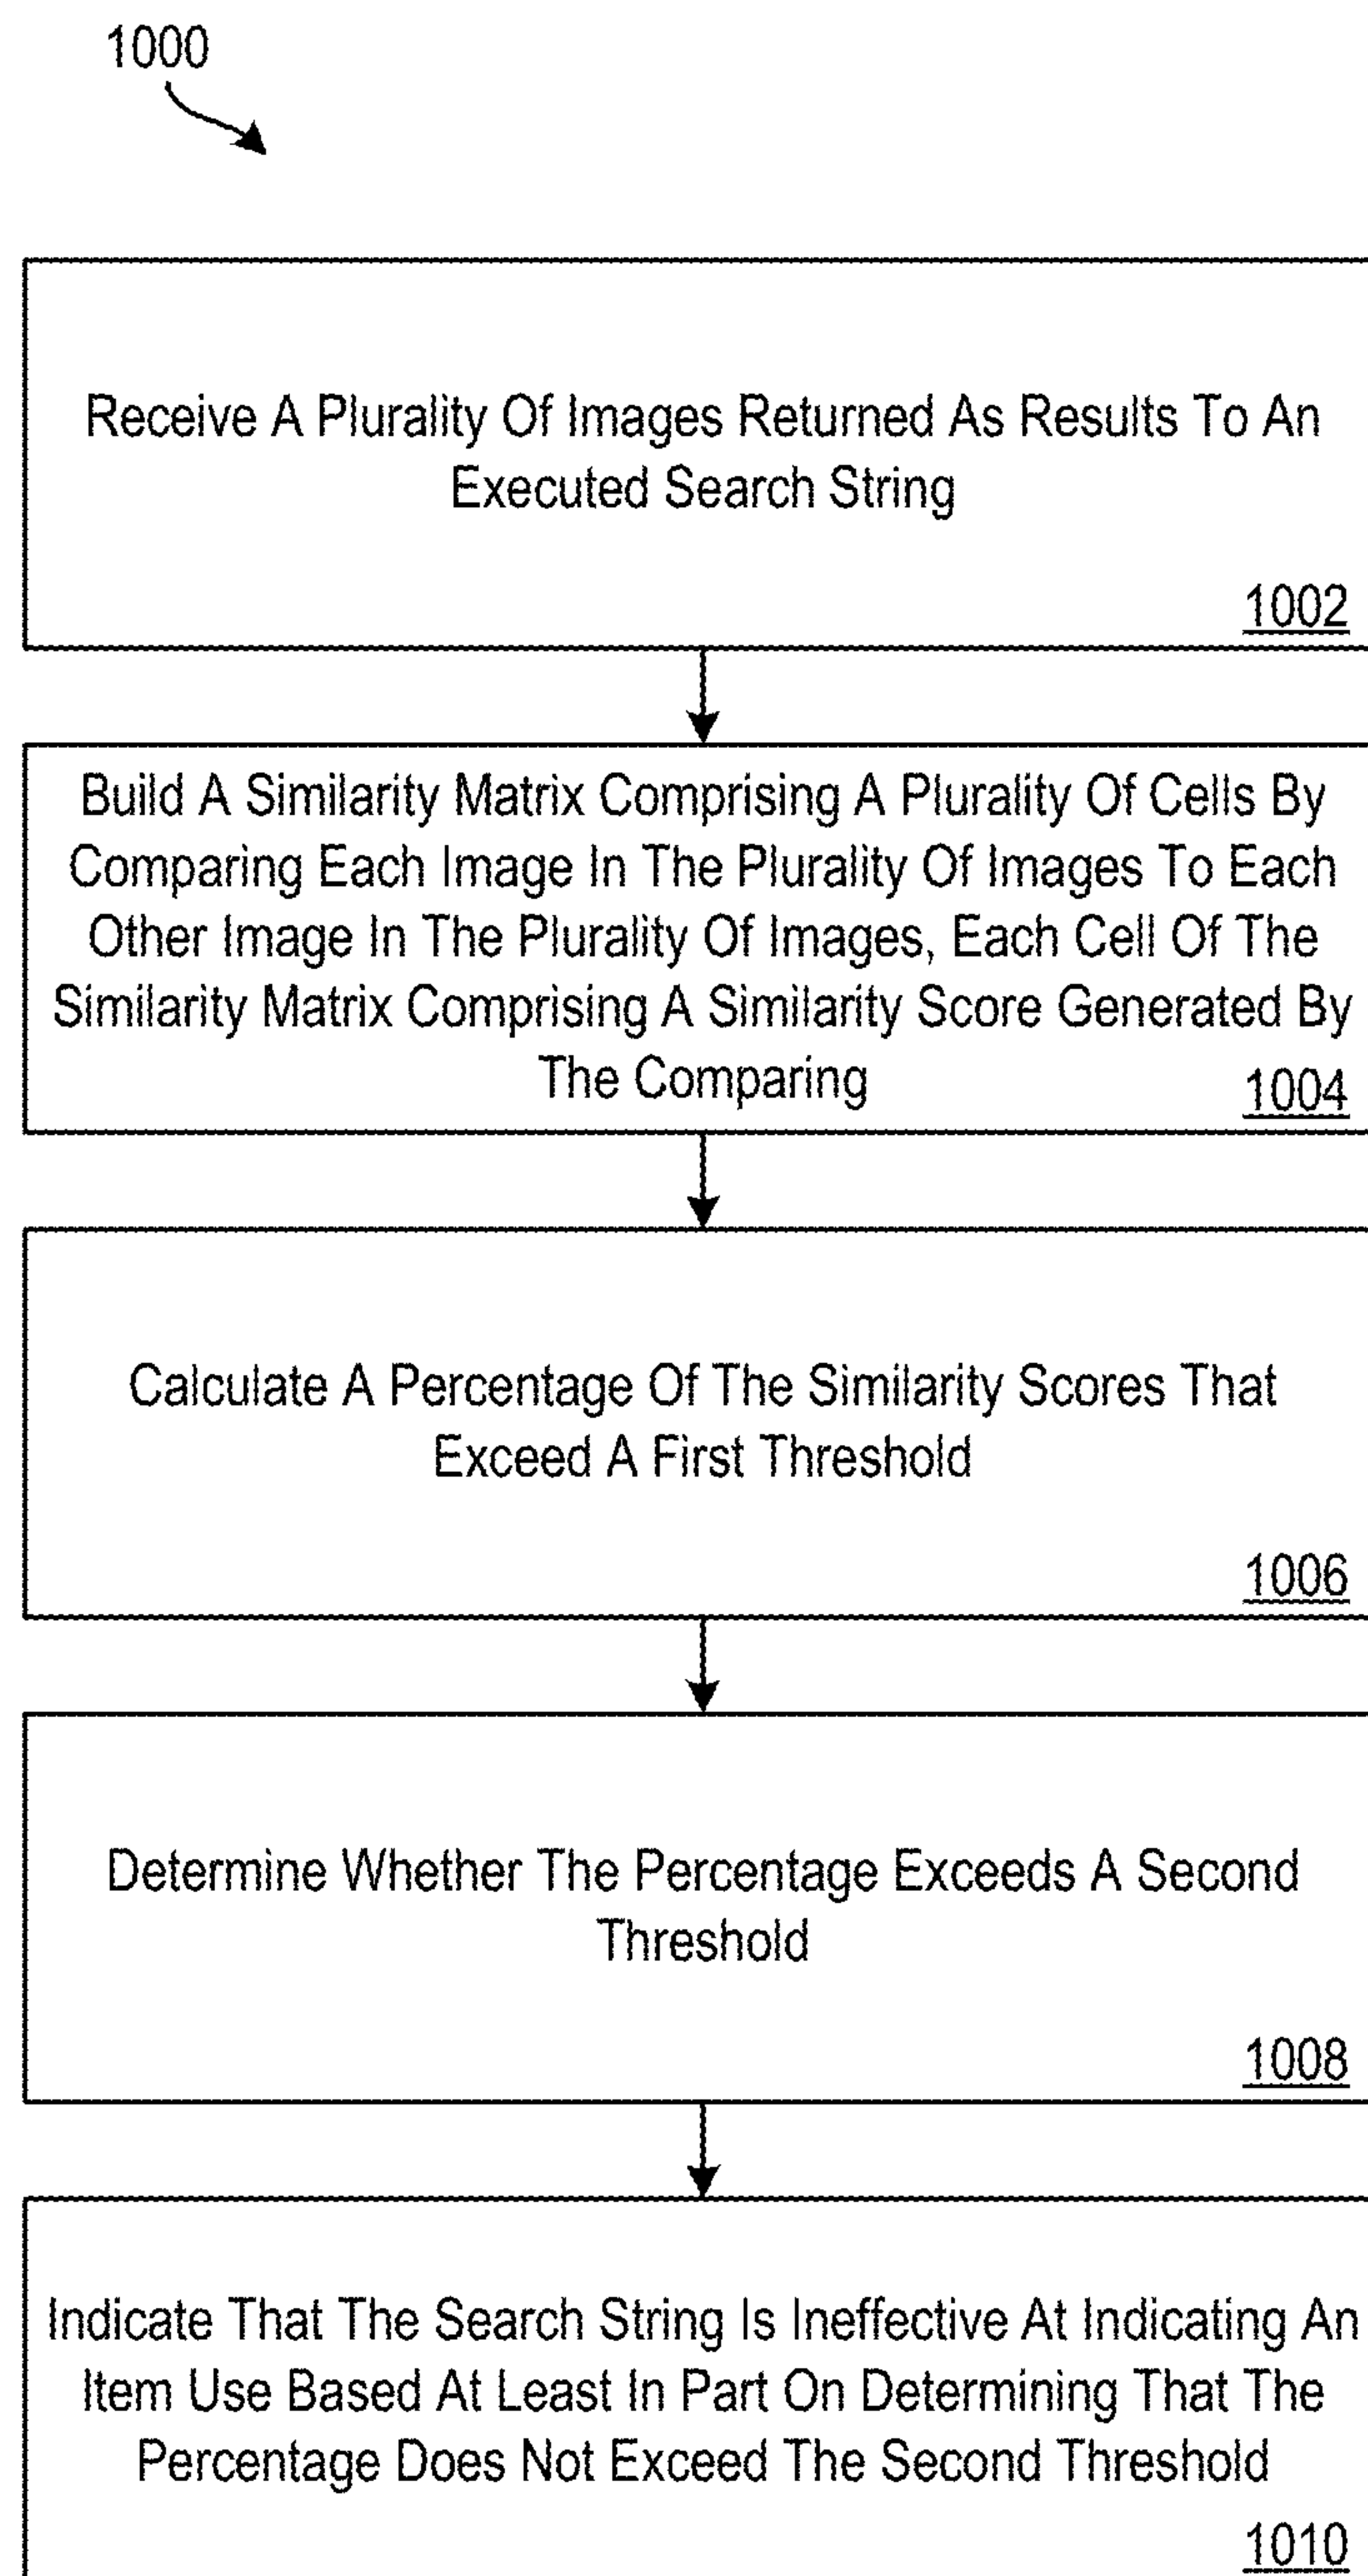 1000
Receive A Plurality Of Images Returned As Results To An
Executed Search String
1002
Build A Similarity Matrix Comprising A Plurality Of Cells By
Comparing Each Image In The Plurality Of Images To Each
Other Image In The Plurality Of Images, Each Cell Of The
Similarity Matrix Comprising A Similarity Score Generated By
The Comparing
1004
Calculate A Percentage Of The Similarity Scores That
Exceed A First Threshold
1006
Determine Whether The Percentage Exceeds A Second
Threshold
1008
Indicate That The Search String Is Ineffective At Indicating An
Item Use Based At Least In Part On Determining That The
Percentage Does Not Exceed The Second Threshold
1010